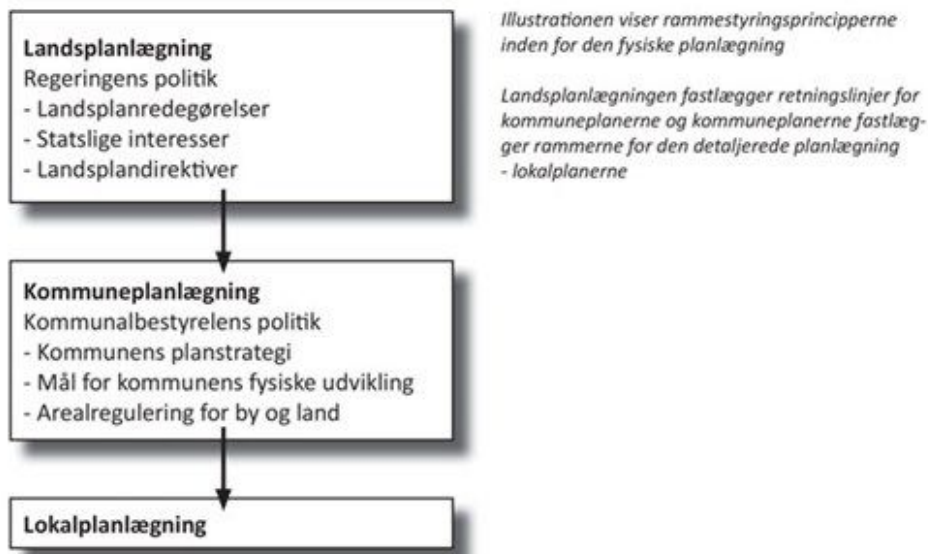 Landsplanlægning
Regeringens politik
- Landsplanredegørelser
- Statslige interesser
- Landsplandirektiver
Illustrationen viser rammestyringsprincipperne
inden for den fysiske planlægning
Landsplanlægningen fastlægger retningslinjer for
kommuneplanerne og kommuneplanerne fastlæg-
ger rammerne for den detaljerede planlægning
- lokalplanerne
Kommuneplanlægning
Kommunalbestyrelens politik
- Kommunens planstrategi
- Mål for kommunens fysiske udvikling
- Arealregulering for by og land
Lokalplanlægning